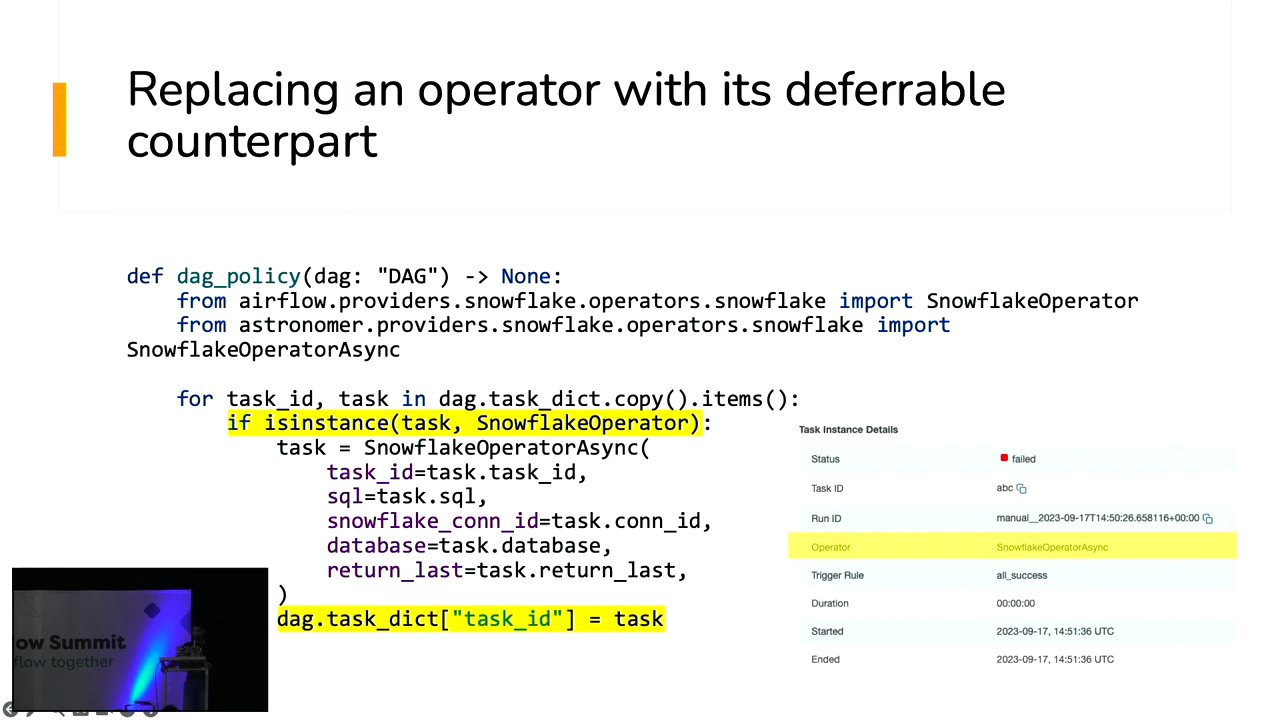 Replacing an operator with its deferrable
counterpart
def dag_policy(dag: "DAG") -> None:
from airflow.providers.snowflake.operators.snowflake import SnowflakeOperator
from astronomer.providers.snowflake.operators.snowflake import
SnowflakeOperatorAsync
for task_id, task in dag.task_dict.copy().items():
if isinstance(task, SnowflakeOperator):
task = SnowflakeOperatorAsync(
task_id=task.task_id,
sql=task.sql,
snowflake_conn_id=task.conn_id,
database=task.database,
return_last=task.return_last,
)
dag.task_dict["task_id"] = task
Task Instance Details
Status failed
Task ID abc
Run ID manual__2023-09-17T14:50:26.658116+00:00
Operator SnowflakeOperatorAsync
Trigger Rule all_success
Duration 00:00:00
Started 2023-09-17, 14:51:36 UTC
Ended 2023-09-17, 14:51:36 UTC
ow Summit
flow together